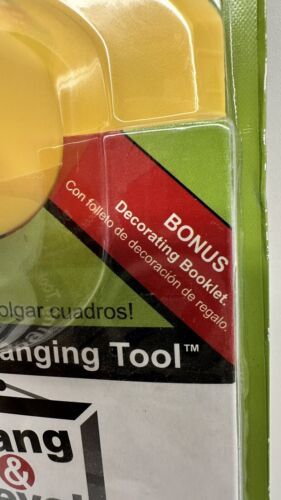 BONUS
Decorating Booklet.
Con folleto de decoración de regalo.
olgar cuadros!
anging Tool™
ang
&